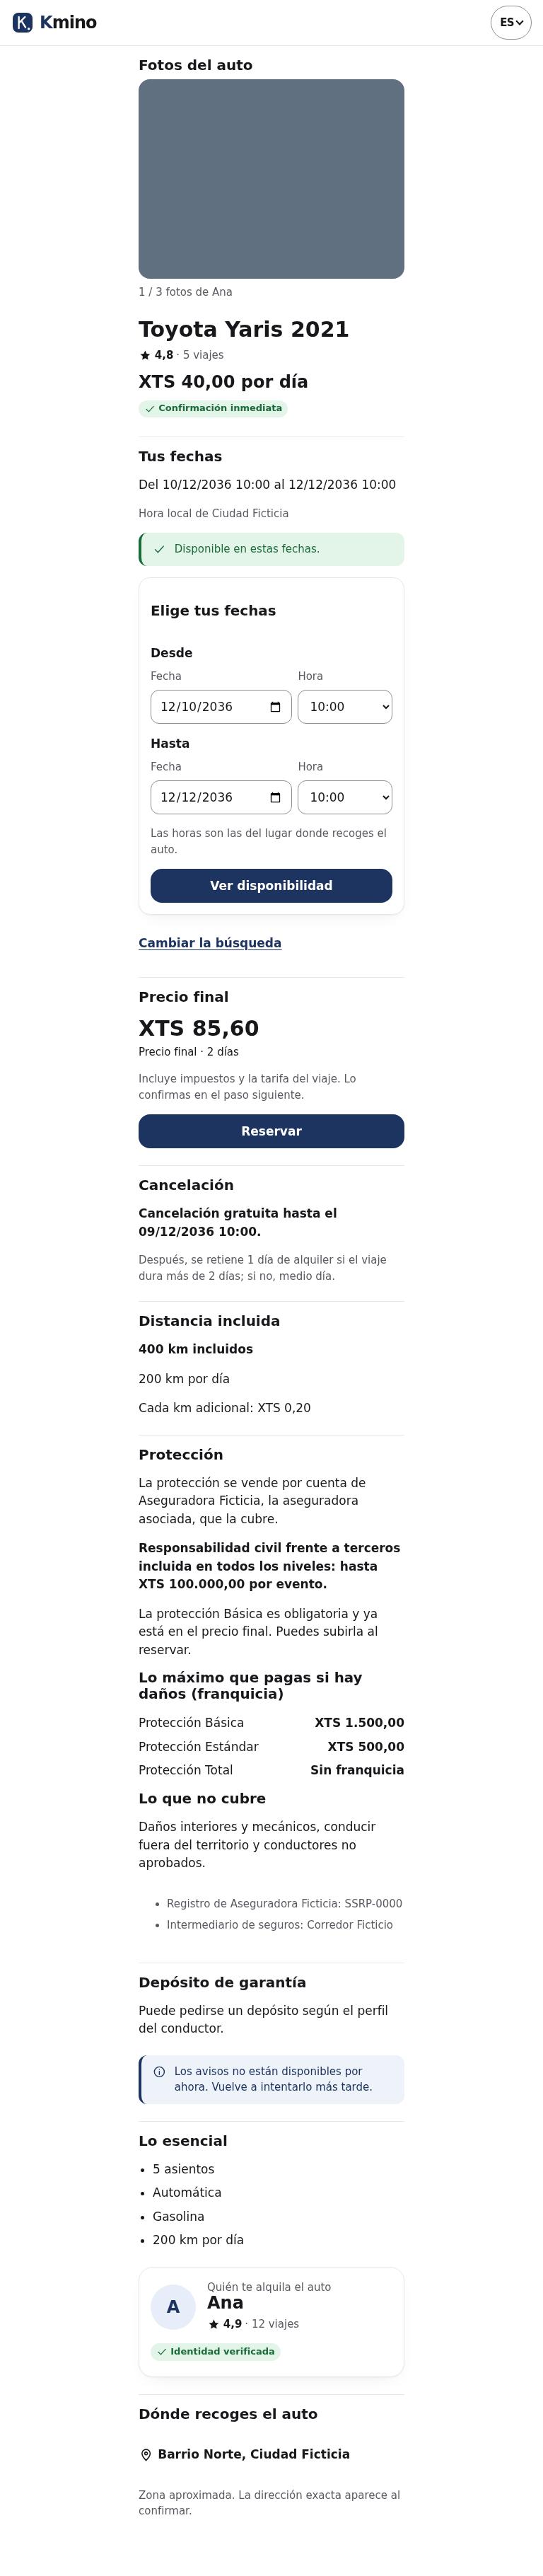 Kmino
ES
Fotos del auto
1 / 3 fotos de Ana
Toyota Yaris 2021
4,8 · 5 viajes
XTS 40,00 por día
Confirmación inmediata
Tus fechas
Del 10/12/2036 10:00 al 12/12/2036 10:00
Hora local de Ciudad Ficticia
Disponible en estas fechas.
Elige tus fechas
Desde
Fecha Hora
12/10/2036 10:00
Hasta
Fecha Hora
12/12/2036 10:00
Las horas son las del lugar donde recoges el
auto.
Ver disponibilidad
Cambiar la búsqueda
Precio final
XTS 85,60
Precio final · 2 días
Incluye impuestos y la tarifa del viaje. Lo
confirmas en el paso siguiente.
Reservar
Cancelación
Cancelación gratuita hasta el
09/12/2036 10:00.
Después, se retiene 1 día de alquiler si el viaje
dura más de 2 días; si no, medio día.
Distancia incluida
400 km incluidos
200 km por día
Cada km adicional: XTS 0,20
Protección
La protección se vende por cuenta de
Aseguradora Ficticia, la aseguradora
asociada, que la cubre.
Responsabilidad civil frente a terceros
incluida en todos los niveles: hasta
XTS 100.000,00 por evento.
La protección Básica es obligatoria y ya
está en el precio final. Puedes subirla al
reservar.
Lo máximo que pagas si hay
daños (franquicia)
Protección Básica XTS 1.500,00
Protección Estándar XTS 500,00
Protección Total Sin franquicia
Lo que no cubre
Daños interiores y mecánicos, conducir
fuera del territorio y conductores no
aprobados.
• Registro de Aseguradora Ficticia: SSRP-0000
• Intermediario de seguros: Corredor Ficticio
Depósito de garantía
Puede pedirse un depósito según el perfil
del conductor.
Los avisos no están disponibles por
ahora. Vuelve a intentarlo más tarde.
Lo esencial
• 5 asientos
• Automática
• Gasolina
• 200 km por día
Quién te alquila el auto
A
Ana
4,9 · 12 viajes
Identidad verificada
Dónde recoges el auto
Barrio Norte, Ciudad Ficticia
Zona aproximada. La dirección exacta aparece al
confirmar.